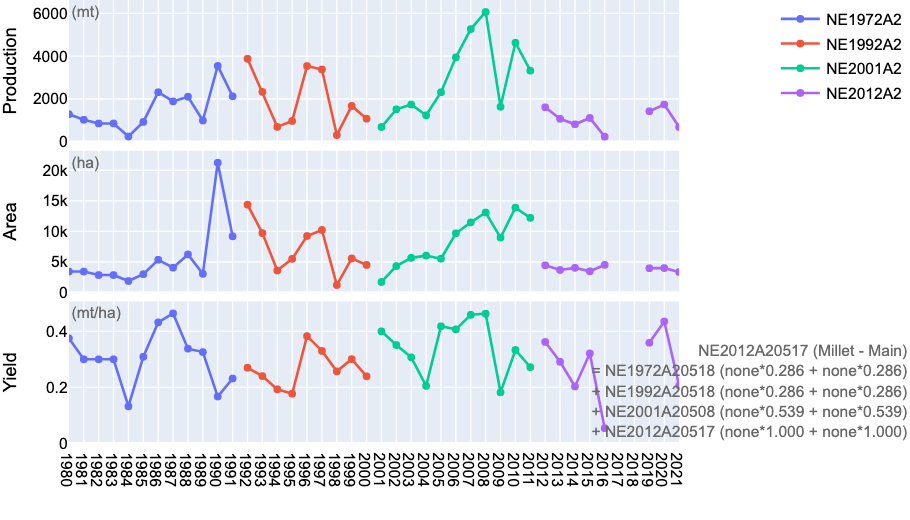 Production
(mt)
6000
4000
2000
0
NE1972A2
NE1992A2
NE2001A2
NE2012A2
Area
(ha)
20k
15k
10k
5k
0
Yield
(mt/ha)
0.4
0.2
0
NE2012A20517 (Millet - Main)
= NE1972A20518 (none*0.286 + none*0.286)
+ NE1992A20518 (none*0.286 + none*0.286)
+ NE2001A20508 (none*0.539 + none*0.539)
+ NE2012A20517 (none*1.000 + none*1.000)
1980
1981
1982
1983
1984
1985
1986
1987
1988
1989
1990
1991
1992
1993
1994
1995
1996
1997
1998
1999
2000
2001
2002
2003
2004
2005
2006
2007
2008
2009
2010
2011
2012
2013
2014
2015
2016
2017
2018
2019
2020
2021